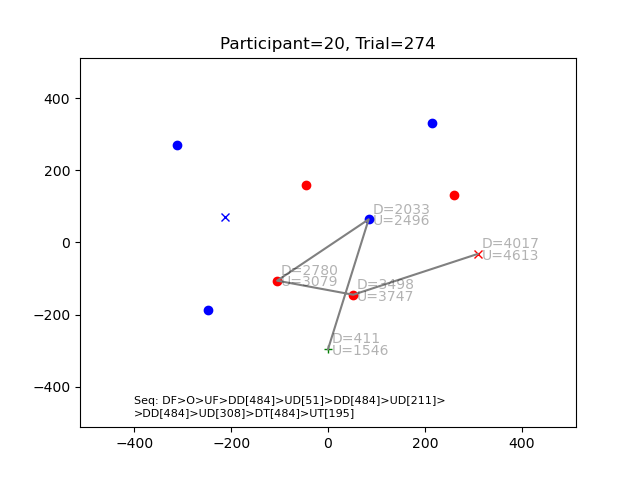 Participant=20, Trial=274
400
200
0
−200
−400
−400
−200
0
200
400
D=2033
U=2496
D=4017
U=4613
D=2780
U=3079
D=3498
U=3747
D=411
U=1546
Seq: DF>O>UF>DD[484]>UD[51]>DD[484]>UD[211]>
>DD[484]>UD[308]>DT[484]>UT[195]